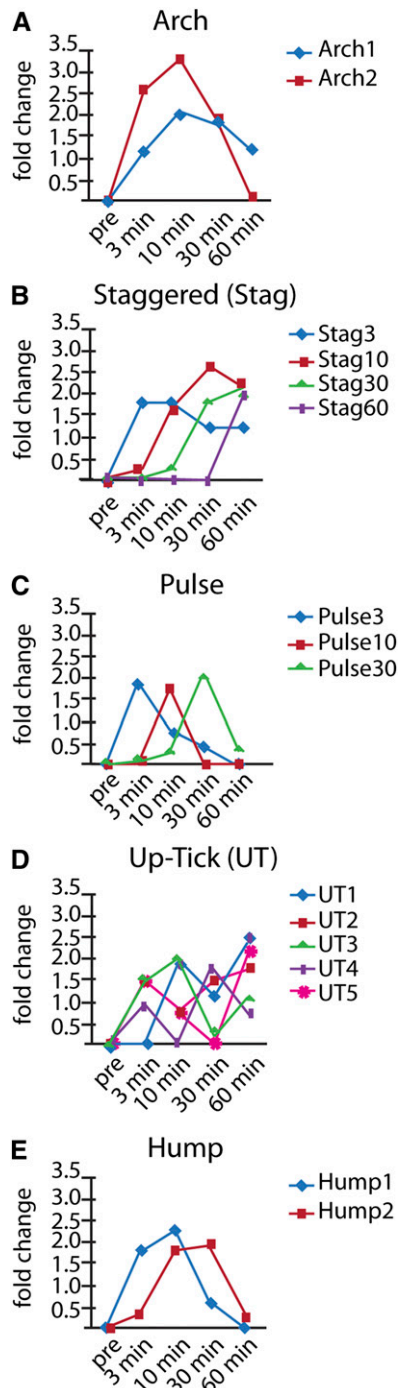 A
Arch
fold change
3.5
3.0
2.5
2.0
1.5
1.0
0.5
pre
3 min
10 min
30 min
60 min
Arch1
Arch2
B
Staggered (Stag)
fold change
3.5
3.0
2.5
2.0
1.5
1.0
0.5
pre
3 min
10 min
30 min
60 min
Stag3
Stag10
Stag30
Stag60
C
Pulse
fold change
3.5
3.0
2.5
2.0
1.5
1.0
0.5
pre
3 min
10 min
30 min
60 min
Pulse3
Pulse10
Pulse30
D
Up-Tick (UT)
fold change
3.5
3.0
2.5
2.0
1.5
1.0
0.5
pre
3 min
10 min
30 min
60 min
UT1
UT2
UT3
UT4
UT5
E
Hump
fold change
3.5
3.0
2.5
2.0
1.5
1.0
0.5
pre
3 min
10 min
30 min
60 min
Hump1
Hump2